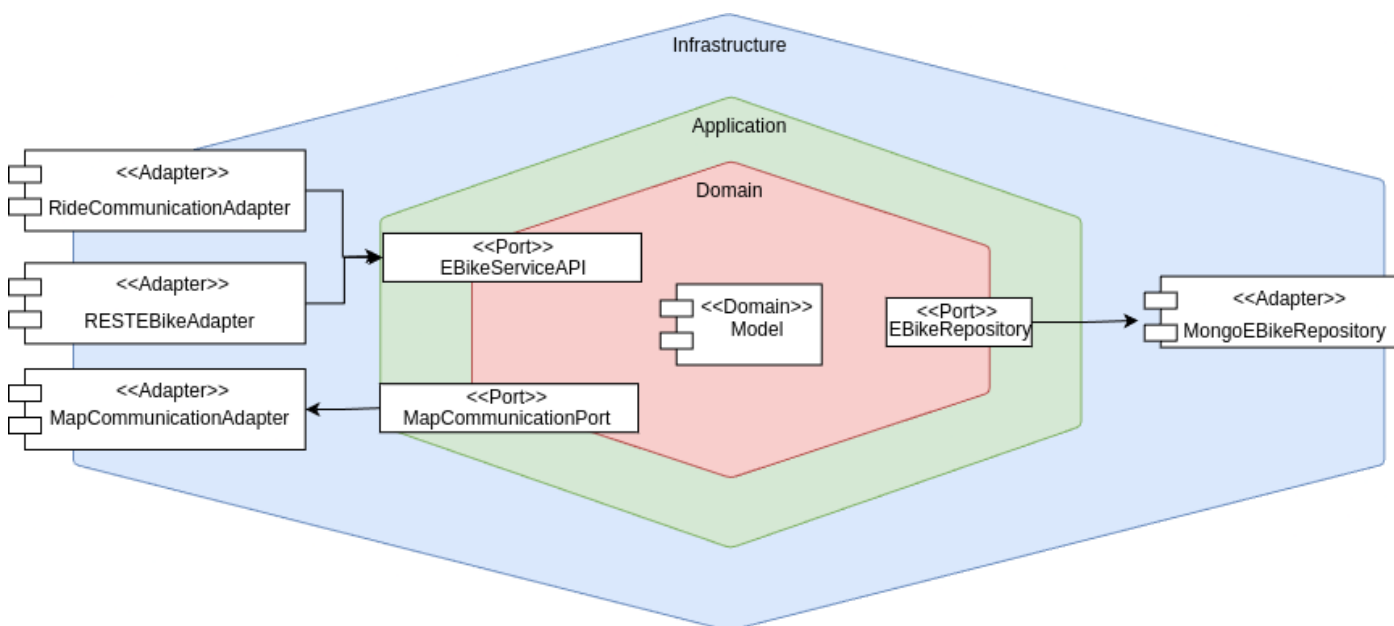 Infrastructure
Application
Domain
<<Adapter>>
RideCommunicationAdapter
<<Port>>
EBikeServiceAPI
<<Adapter>>
RESTEBikeAdapter
<<Domain>>
Model
<<Port>>
EBikeRepository
<<Adapter>>
MongoEBikeRepository
<<Adapter>>
MapCommunicationAdapter
<<Port>>
MapCommunicationPort